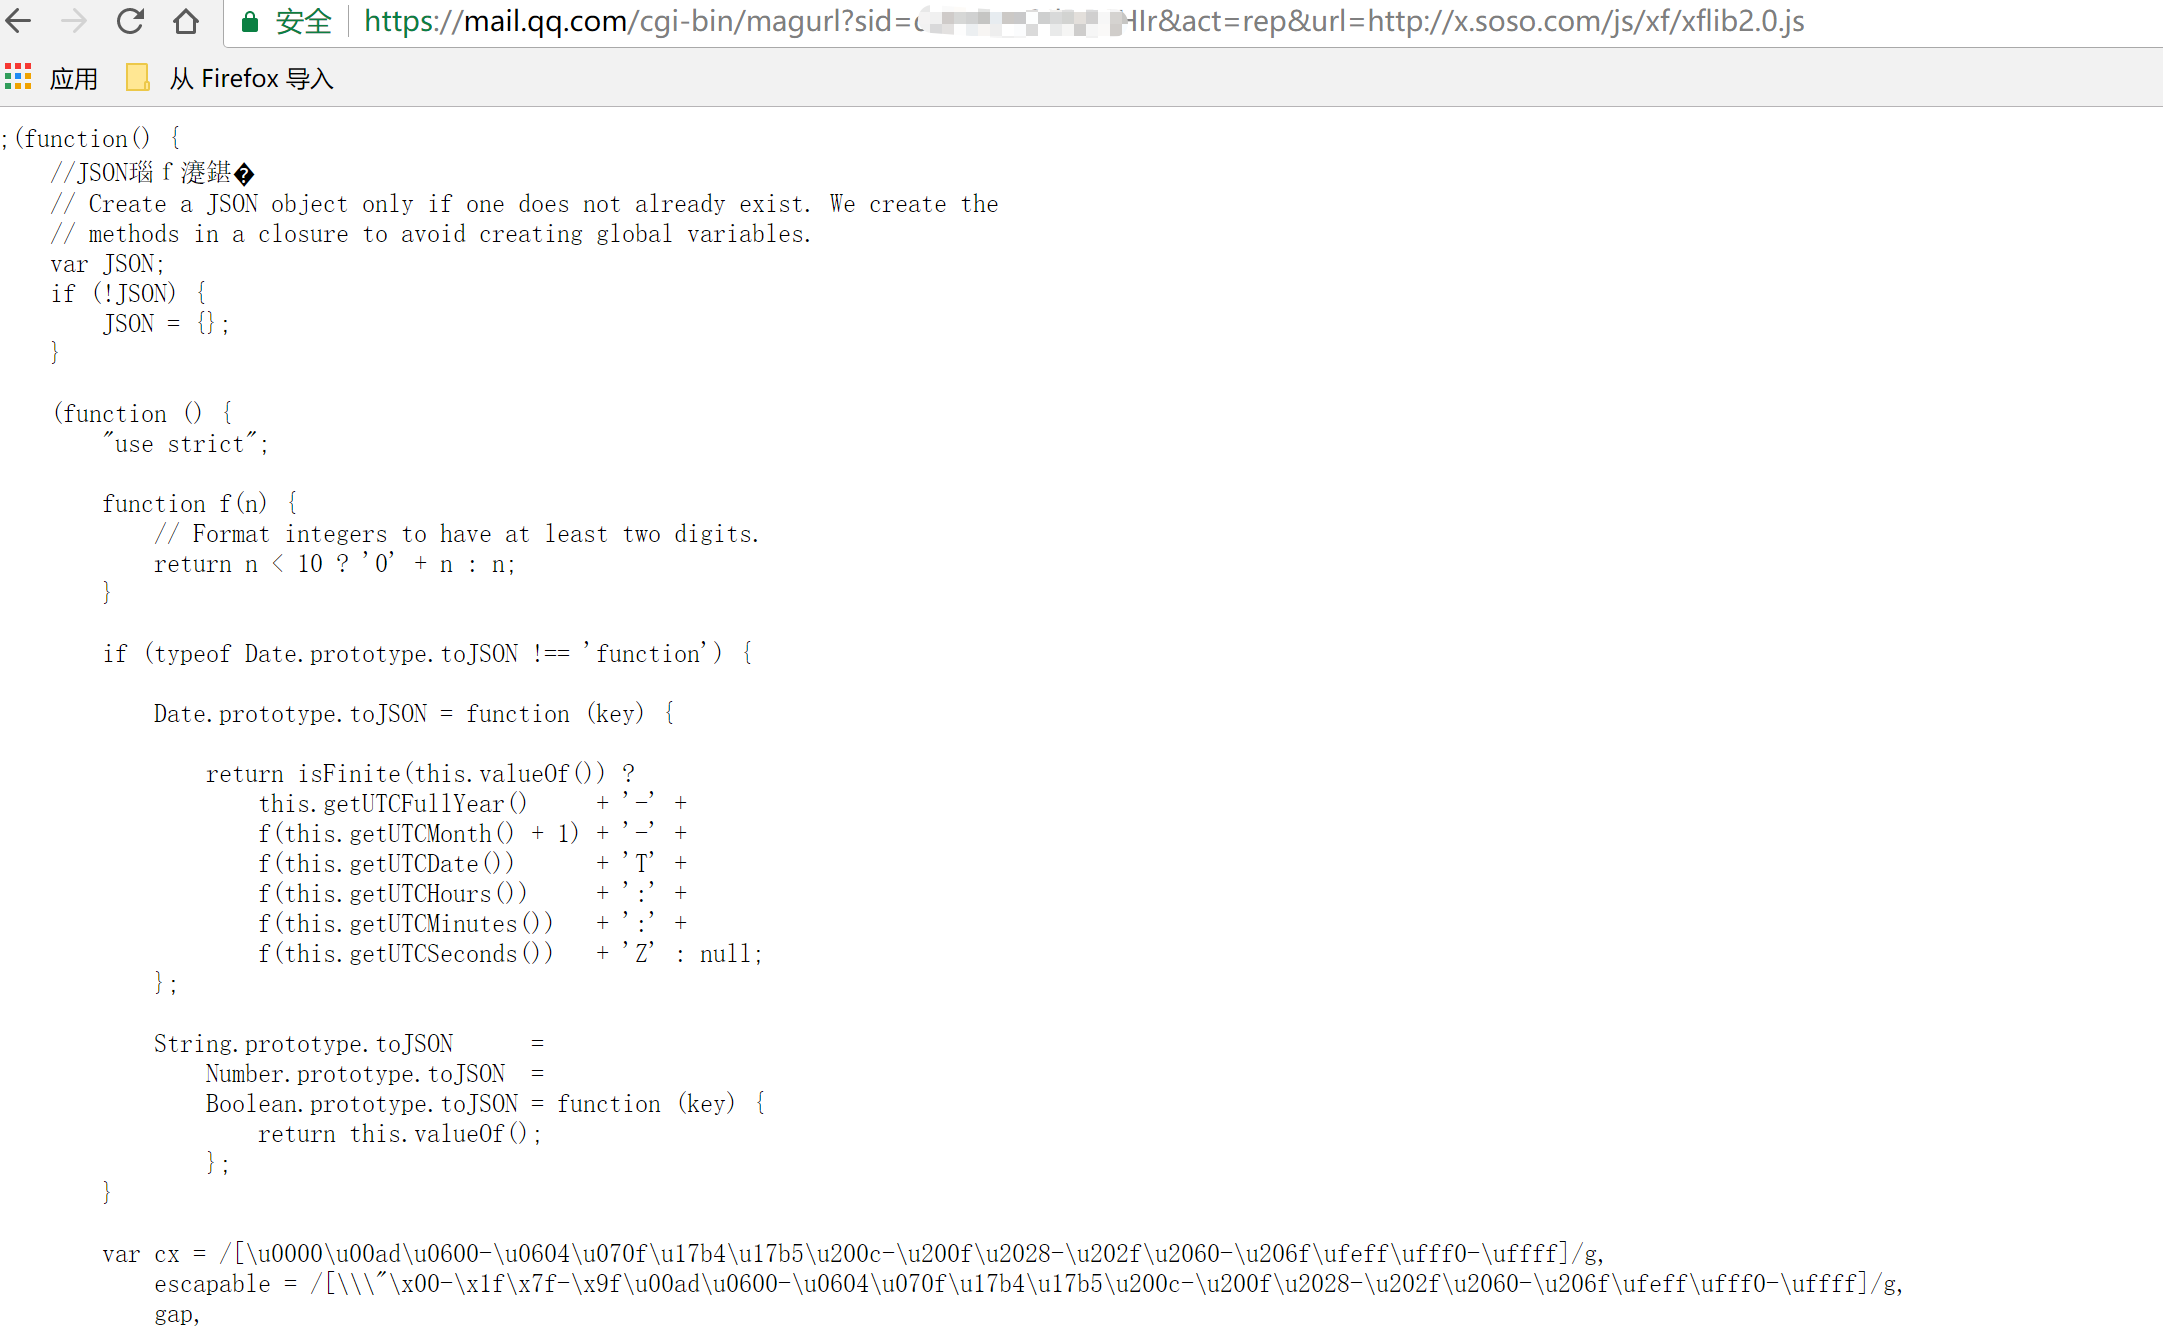 安全 https://mail.qq.com/cgi-bin/magurl?sid= HIr&act=rep&url=http://x.soso.com/js/xf/xflib2.0.js
应用 从 Firefox 导入
;(function() {
    //JSON瑙ｆ瀽鍖�
    // Create a JSON object only if one does not already exist. We create the
    // methods in a closure to avoid creating global variables.
    var JSON;
    if (!JSON) {
        JSON = {};
    }
    (function () {
        "use strict";
        function f(n) {
            // Format integers to have at least two digits.
            return n < 10 ? '0' + n : n;
        }
        if (typeof Date.prototype.toJSON !== 'function') {
            Date.prototype.toJSON = function (key) {
                return isFinite(this.valueOf()) ?
                    this.getUTCFullYear()     + '-' +
                    f(this.getUTCMonth() + 1) + '-' +
                    f(this.getUTCDate())      + 'T' +
                    f(this.getUTCHours())     + ':' +
                    f(this.getUTCMinutes())   + ':' +
                    f(this.getUTCSeconds())   + 'Z' : null;
            };
            String.prototype.toJSON      =
                Number.prototype.toJSON  =
                Boolean.prototype.toJSON = function (key) {
                    return this.valueOf();
                };
        }
        var cx = /[\u0000\u00ad\u0600-\u0604\u070f\u17b4\u17b5\u200c-\u200f\u2028-\u202f\u2060-\u206f\ufeff\ufff0-\uffff]/g,
            escapable = /[\\\"\x00-\x1f\x7f-\x9f\u00ad\u0600-\u0604\u070f\u17b4\u17b5\u200c-\u200f\u2028-\u202f\u2060-\u206f\ufeff\ufff0-\uffff]/g,
            gap,